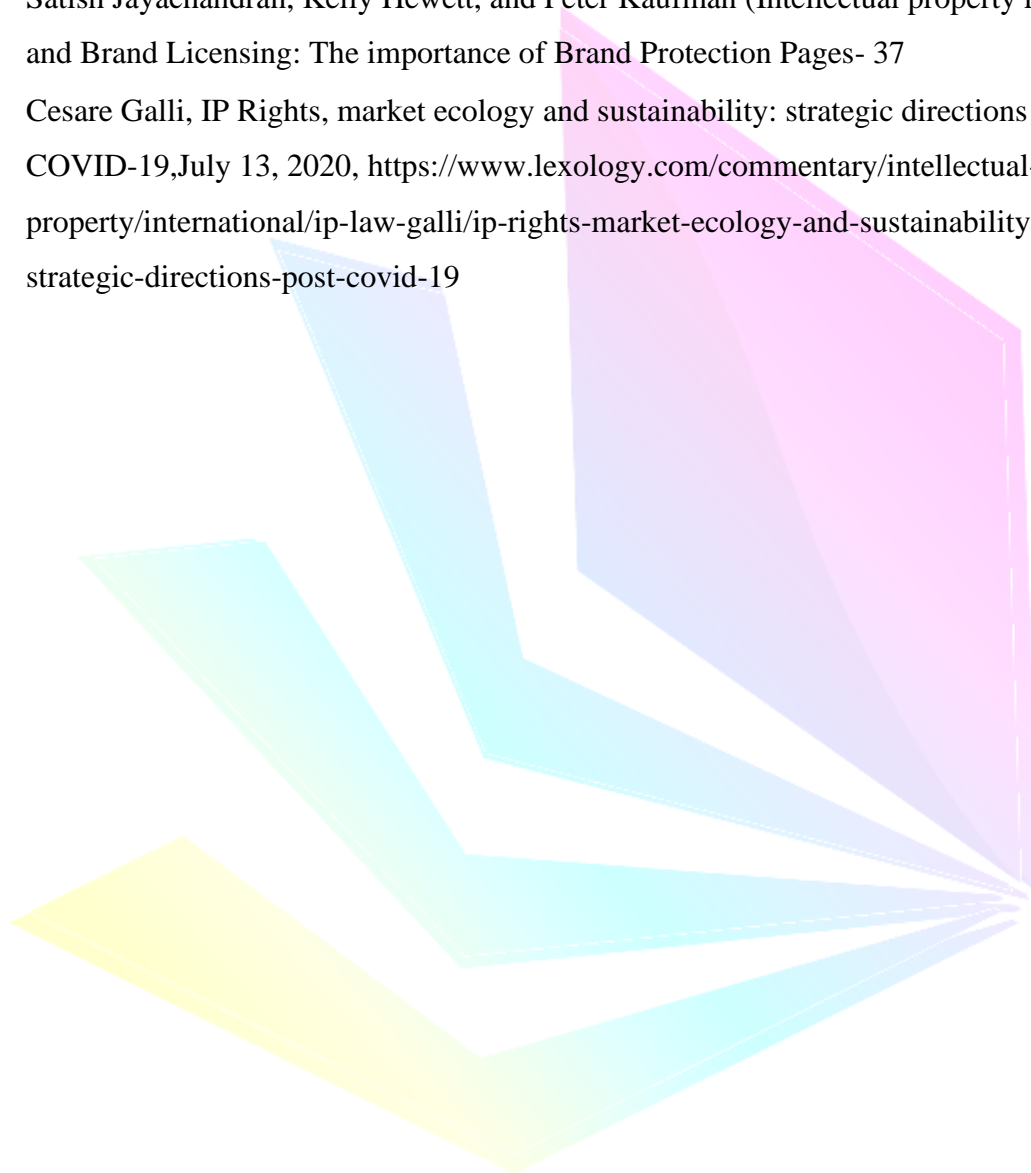 Satish Jayachandran, Kelly Hewett, and Peter Kaufman (Intellectual property
and Brand Licensing: The importance of Brand Protection Pages- 37
Cesare Galli, IP Rights, market ecology and sustainability: strategic directions
COVID-19,July 13, 2020, https://www.lexology.com/commentary/intellectual-
property/international/ip-law-galli/ip-rights-market-ecology-and-sustainability
strategic-directions-post-covid-19